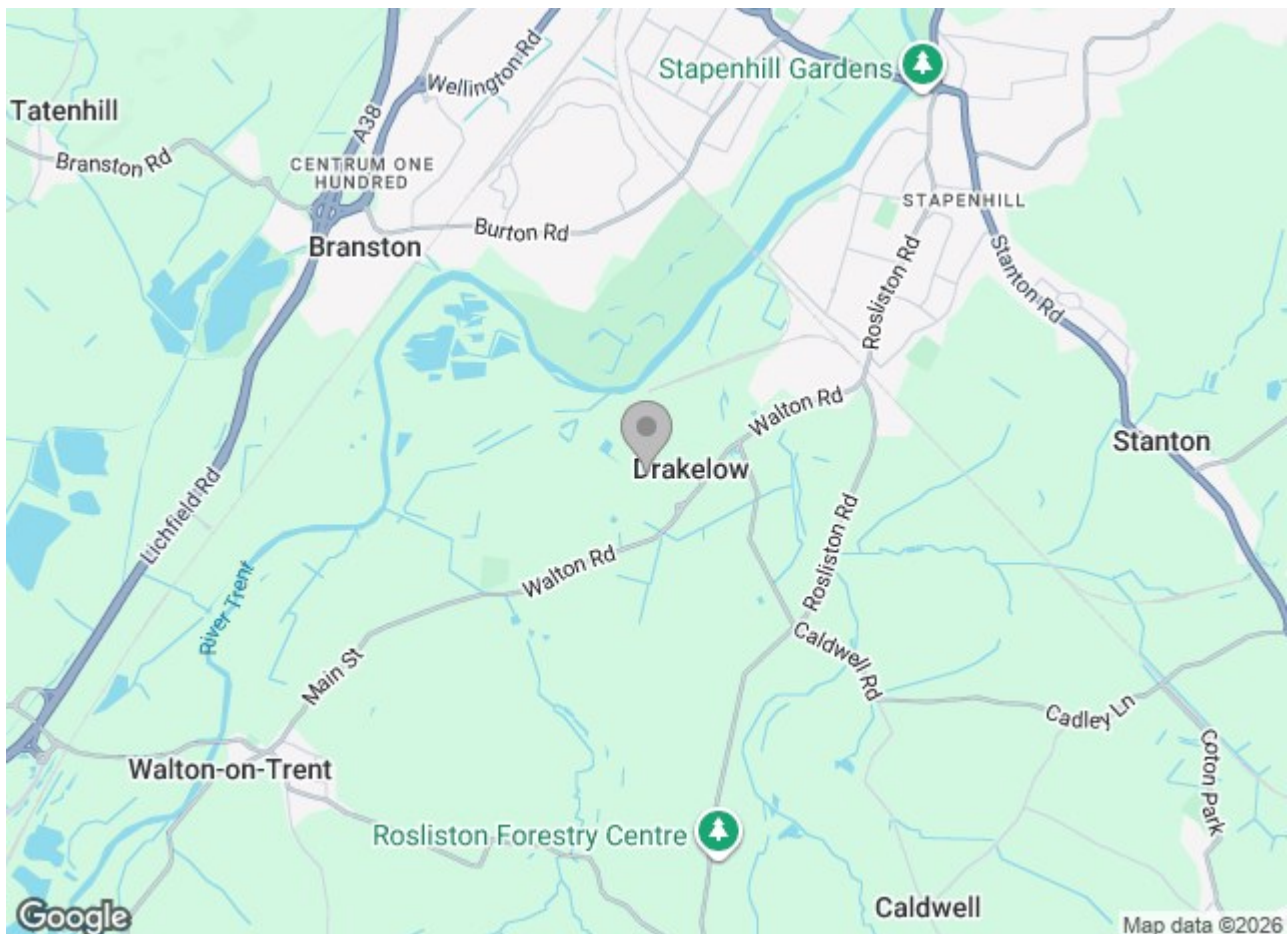 Stapenhill Gardens
Wellington Rd
Tatenhill
A38
Branston Rd
CENTRUM ONE
HUNDRED
STAPENHILL
Burton Rd
Branston
Rosliston Rd
Stanton Rd
Walton Rd
Stanton
Drakelow
Lichfield Rd
Rosliston Rd
Walton Rd
River Trent
Caldwell Rd
Main St
Cadley Ln
Coton Park
Walton-on-Trent
Rosliston Forestry Centre
Caldwell
Google
Map data ©2026